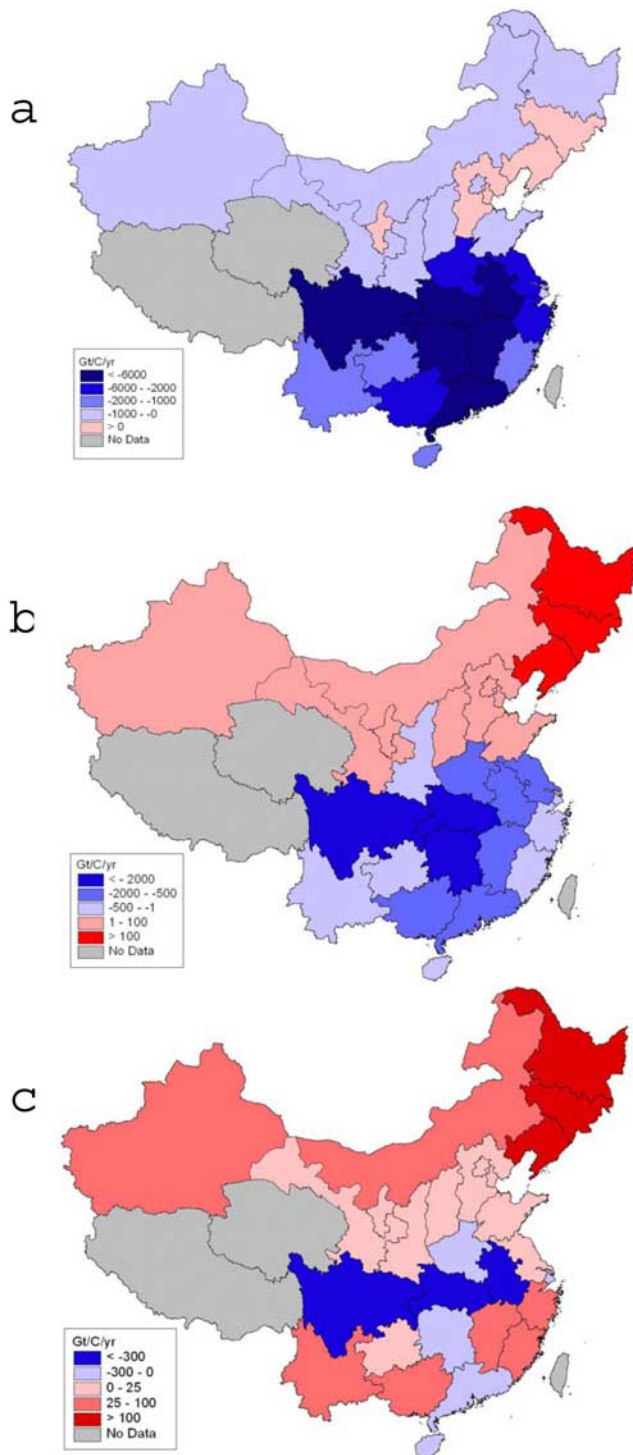 a
Gt/C/yr
< -6000
-6000 - -2000
-2000 - -1000
-1000 - -0
> 0
No Data
b
Gt/C/yr
< - 2000
-2000 - -500
-500 - -1
1 - 100
> 100
No Data
c
Gt/C/yr
< -300
-300 - 0
0 - 25
25 - 100
> 100
No Data